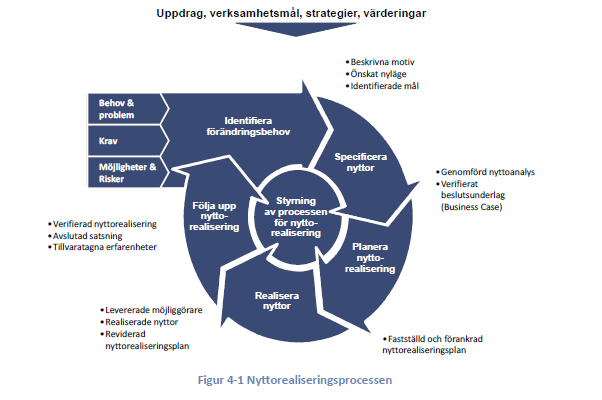 Uppdrag, verksamhetsmål, strategier, värderingar
Behov &
problem
Krav
Möjligheter &
Risker
Identifiera
förändringsbehov
• Beskrivna motiv
• Önskat nyläge
• Identifierade mål
Specificera
nyttor
• Genomförd nyttoanalys
• Verifierat
beslutsunderlag
(Business Case)
Planera
nytto-
realisering
• Fastställd och förankrad
nyttorealiseringsplan
Realisera
nyttor
• Levererade möjliggörare
• Realiserade nyttor
• Reviderad
nyttorealiseringsplan
Följa upp
nytto-
realisering
• Verifierad nyttorealisering
• Avslutad satsning
• Tillvaratagna erfarenheter
Styrning
av processen
för nytto-
realisering
Figur 4-1 Nyttorealiseringsprocessen